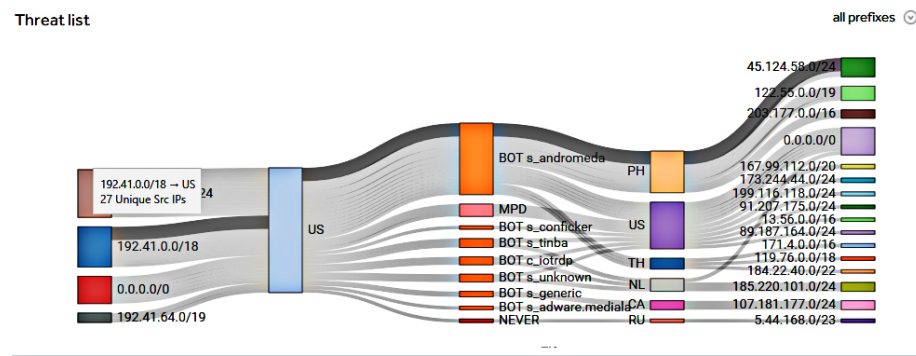 Threat list
all prefixes
192.41.0.0/18 → US
27 Unique Src IPs
24
192.41.0.0/18
0.0.0.0/0
192.41.64.0/19
US
BOT s_andromeda
MPD
BOT s_conficker
BOT s_tinba
BOT c_iotrdp
BOT s_unknown
BOT s_generic
BOT s_adware.mediala
NEVER
PH
US
TH
NL
CA
RU
45.124.58.0/24
122.55.0.0/19
203.177.0.0/16
0.0.0.0/0
167.99.112.0/20
173.244.44.0/24
199.116.118.0/24
91.207.175.0/24
13.56.0.0/16
89.187.164.0/24
171.4.0.0/16
119.76.0.0/18
184.22.40.0/22
185.220.101.0/24
107.181.177.0/24
5.44.168.0/23